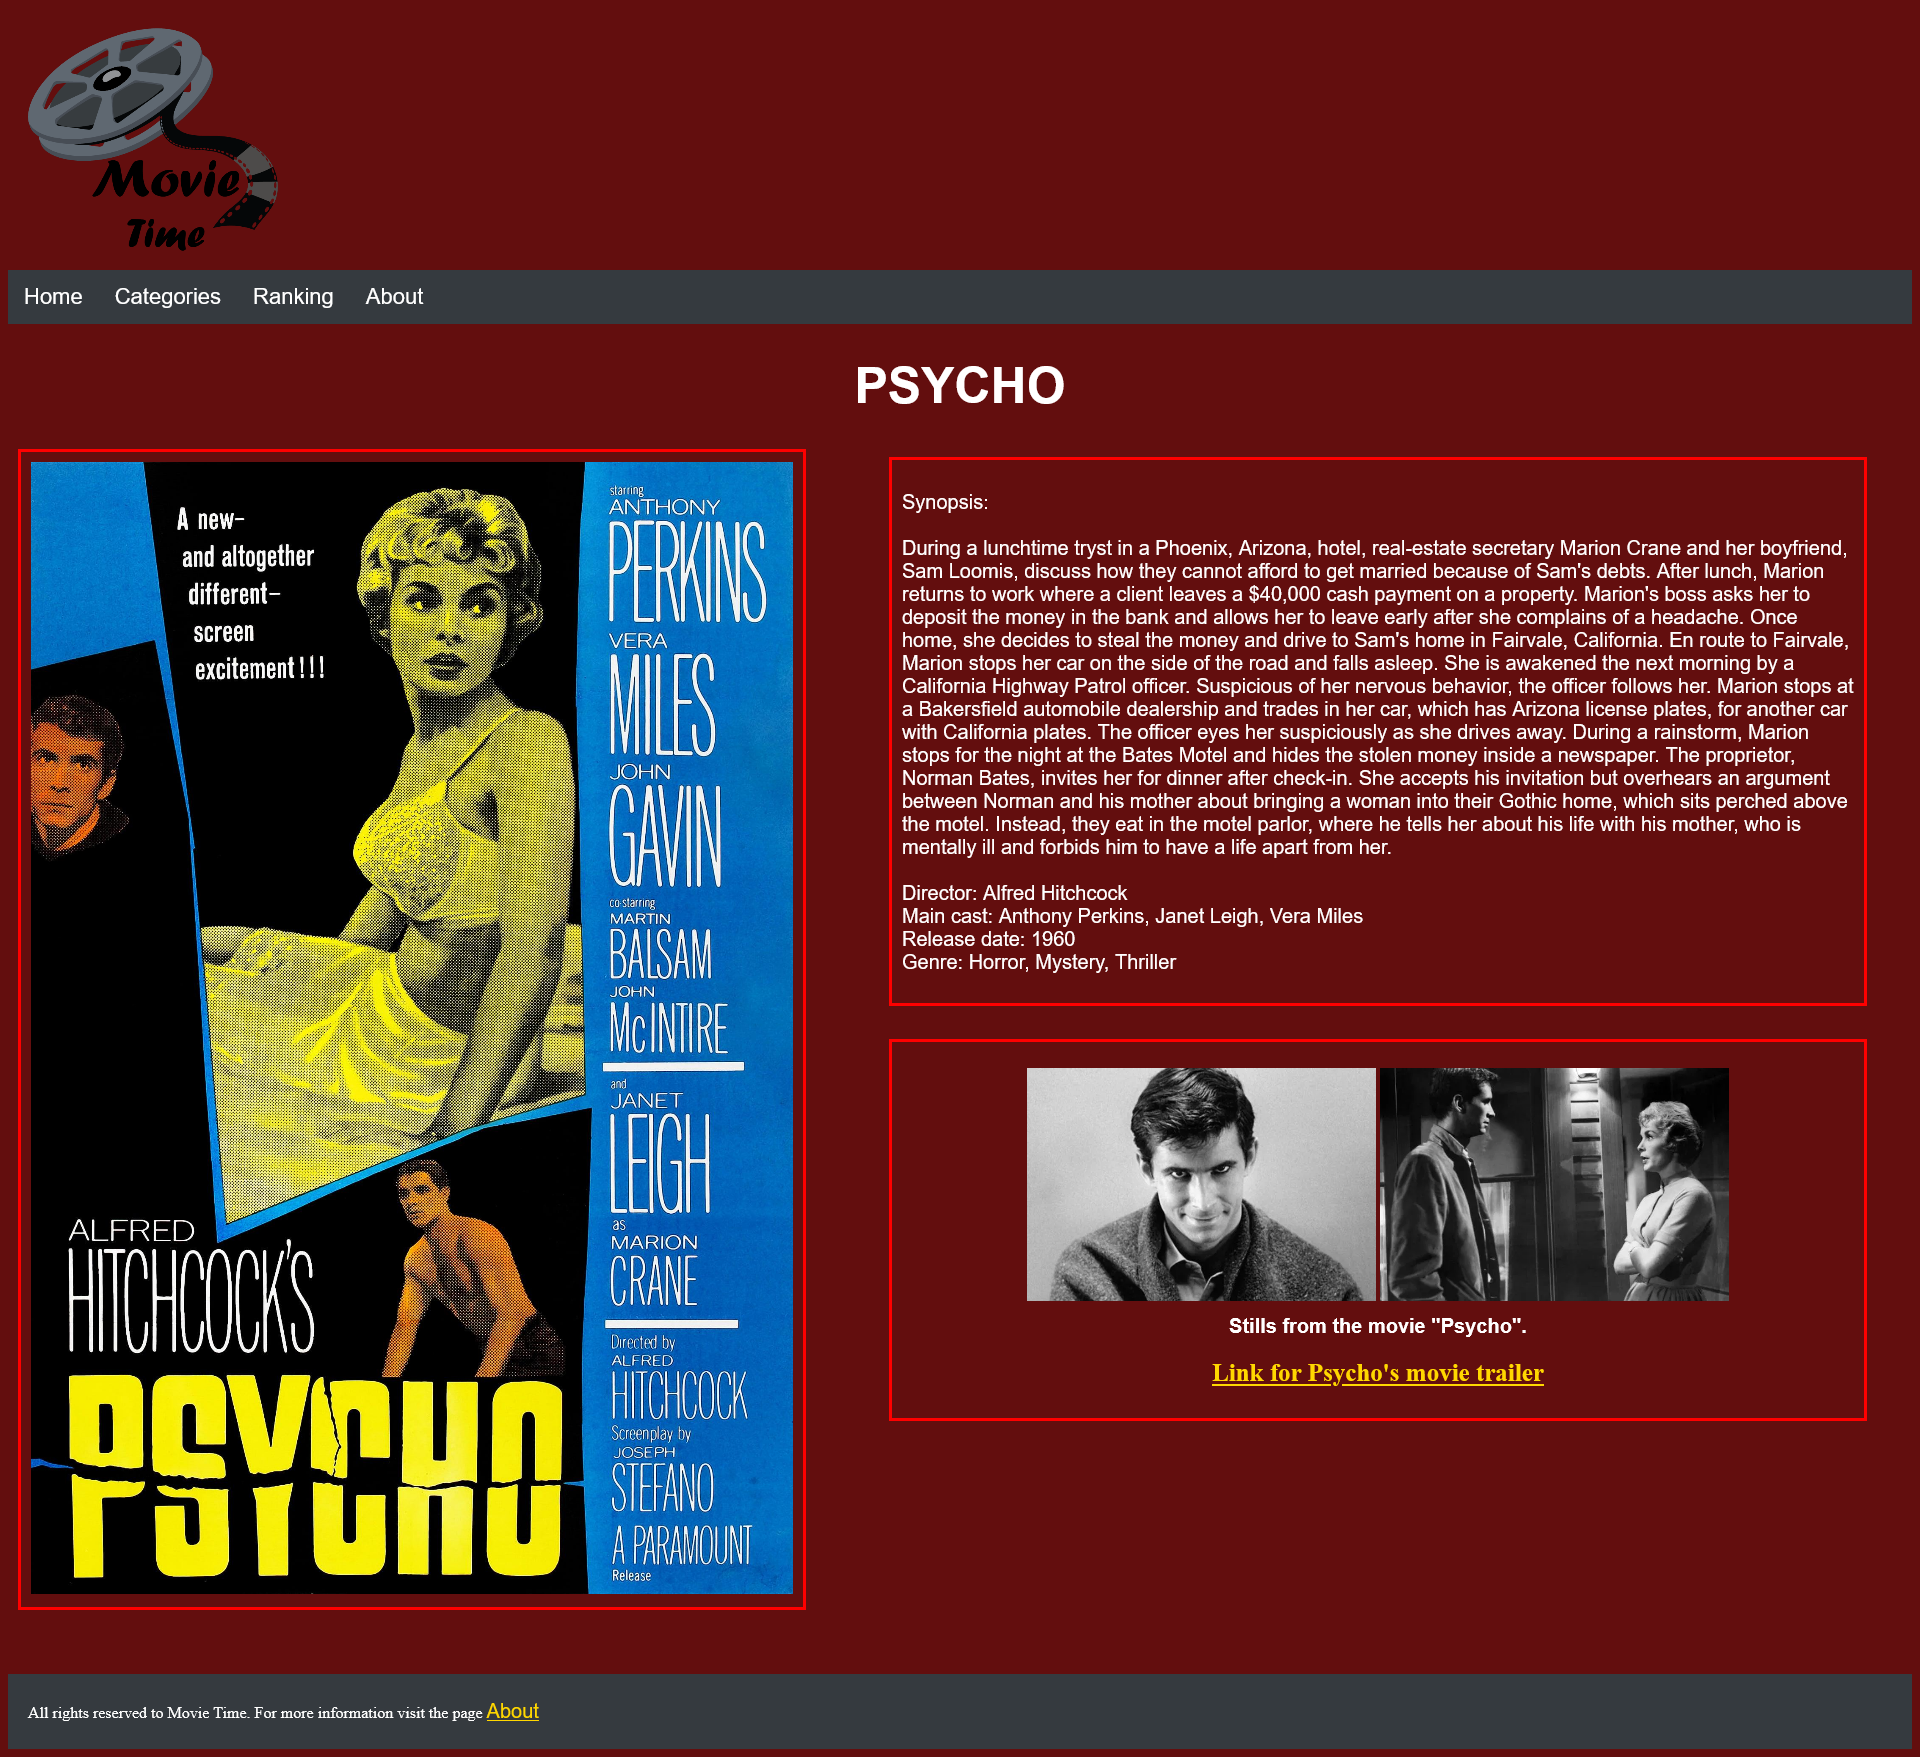 Movie
Time
Home Categories Ranking About
PSYCHO
A new–
and altogether
different–
screen
excitement!!!
starring
ANTHONY
PERKINS
VERA
MILES
JOHN
GAVIN
co-starring
MARTIN
BALSAM
JOHN
McINTIRE
and
JANET
LEIGH
as
MARION
CRANE
Directed by
ALFRED
HITCHCOCK
Screenplay by
JOSEPH
STEFANO
A PARAMOUNT
Release
ALFRED
HITCHCOCK'S
PSYCHO
Synopsis:
During a lunchtime tryst in a Phoenix, Arizona, hotel, real-estate secretary Marion Crane and her boyfriend,
Sam Loomis, discuss how they cannot afford to get married because of Sam's debts. After lunch, Marion
returns to work where a client leaves a $40,000 cash payment on a property. Marion's boss asks her to
deposit the money in the bank and allows her to leave early after she complains of a headache. Once
home, she decides to steal the money and drive to Sam's home in Fairvale, California. En route to Fairvale,
Marion stops her car on the side of the road and falls asleep. She is awakened the next morning by a
California Highway Patrol officer. Suspicious of her nervous behavior, the officer follows her. Marion stops at
a Bakersfield automobile dealership and trades in her car, which has Arizona license plates, for another car
with California plates. The officer eyes her suspiciously as she drives away. During a rainstorm, Marion
stops for the night at the Bates Motel and hides the stolen money inside a newspaper. The proprietor,
Norman Bates, invites her for dinner after check-in. She accepts his invitation but overhears an argument
between Norman and his mother about bringing a woman into their Gothic home, which sits perched above
the motel. Instead, they eat in the motel parlor, where he tells her about his life with his mother, who is
mentally ill and forbids him to have a life apart from her.
Director: Alfred Hitchcock
Main cast: Anthony Perkins, Janet Leigh, Vera Miles
Release date: 1960
Genre: Horror, Mystery, Thriller
Stills from the movie "Psycho".
Link for Psycho's movie trailer
All rights reserved to Movie Time. For more information visit the page About